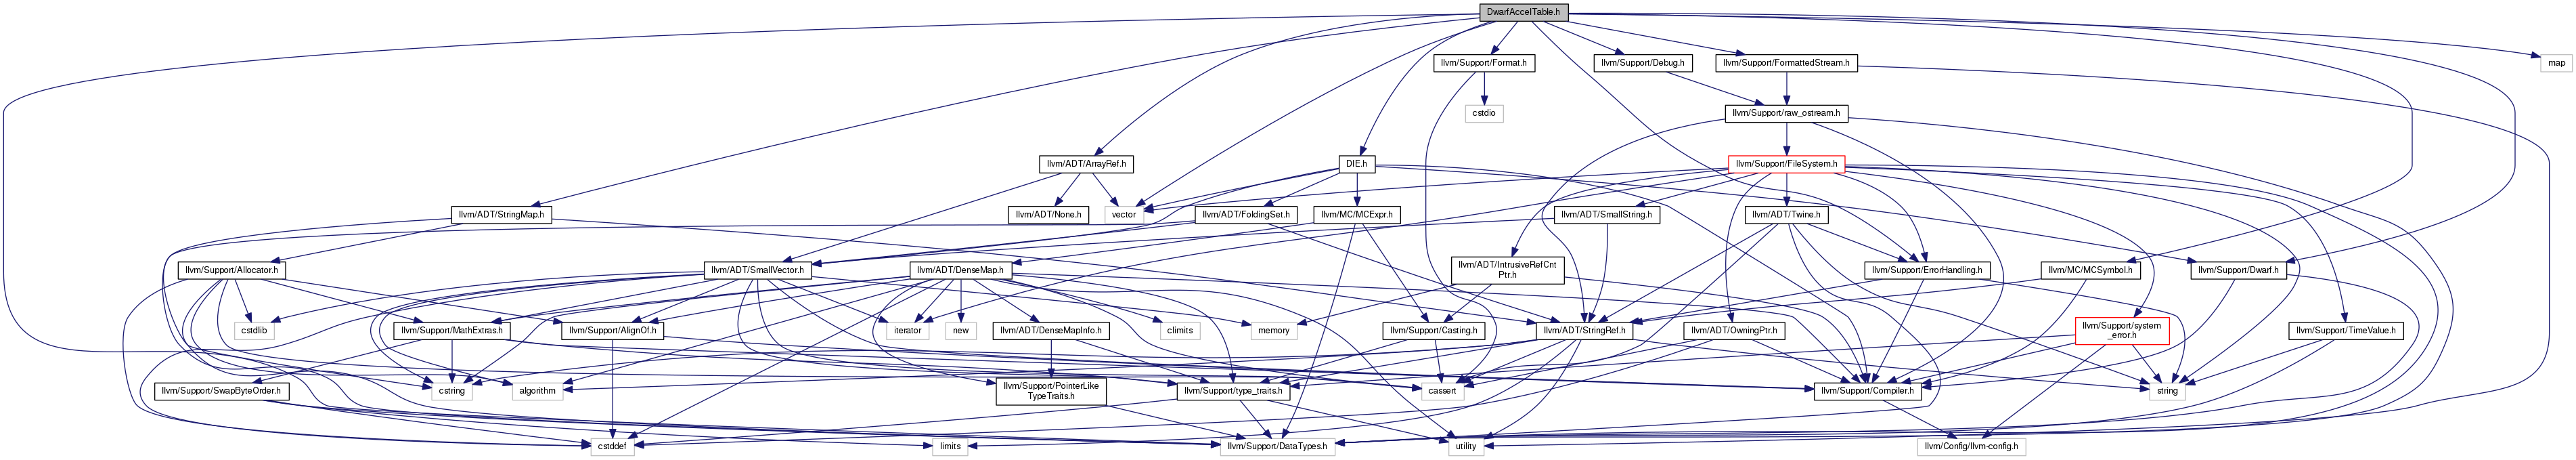 DwarfAccelTable.h
llvm/Support/Format.h
llvm/Support/Debug.h
llvm/Support/FormattedStream.h
map
cstdio
llvm/Support/raw_ostream.h
llvm/ADT/ArrayRef.h
DIE.h
llvm/Support/FileSystem.h
llvm/ADT/StringMap.h
llvm/ADT/None.h
vector
llvm/ADT/FoldingSet.h
llvm/MC/MCExpr.h
llvm/ADT/SmallString.h
llvm/ADT/Twine.h
llvm/Support/Allocator.h
llvm/ADT/SmallVector.h
llvm/ADT/DenseMap.h
llvm/ADT/IntrusiveRefCnt
Ptr.h
llvm/Support/ErrorHandling.h
llvm/MC/MCSymbol.h
llvm/Support/Dwarf.h
cstdlib
llvm/Support/MathExtras.h
llvm/Support/AlignOf.h
iterator
new
llvm/ADT/DenseMapInfo.h
climits
memory
llvm/Support/Casting.h
llvm/ADT/StringRef.h
llvm/ADT/OwningPtr.h
llvm/Support/system
_error.h
llvm/Support/TimeValue.h
llvm/Support/SwapByteOrder.h
cstring
algorithm
llvm/Support/PointerLike
TypeTraits.h
llvm/Support/type_traits.h
cassert
llvm/Support/Compiler.h
string
cstddef
limits
llvm/Support/DataTypes.h
utility
llvm/Config/llvm-config.h